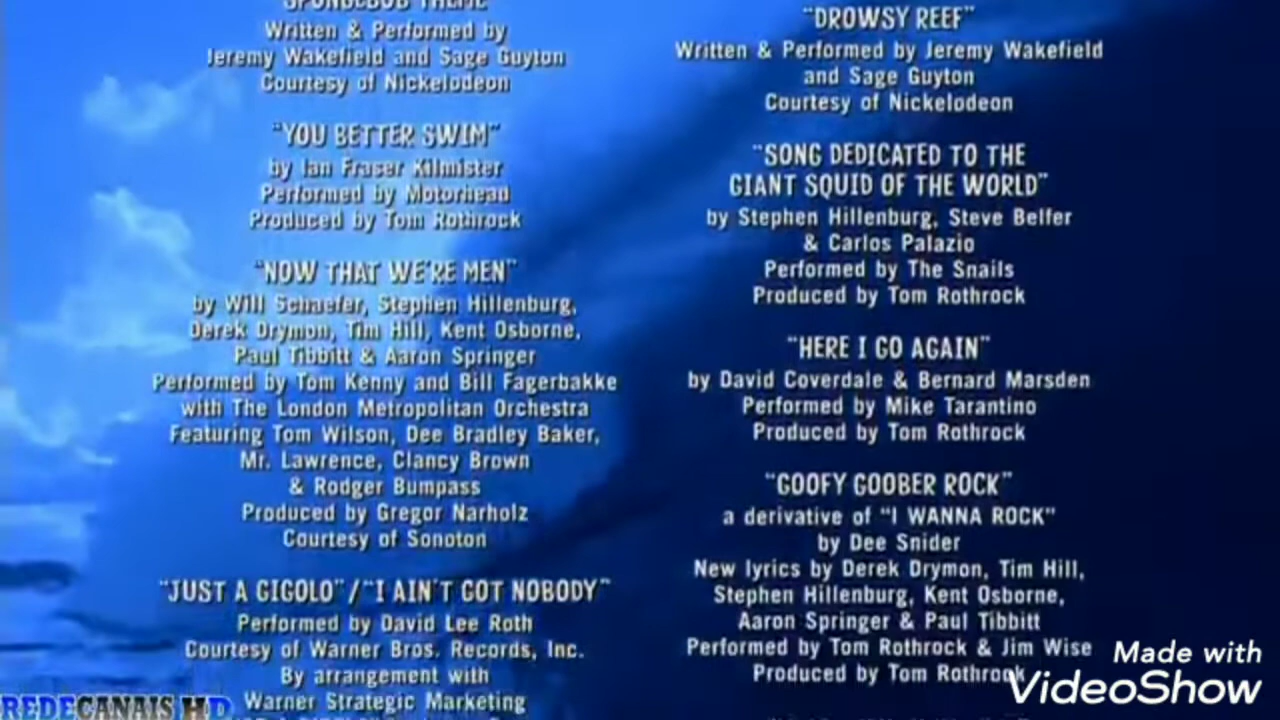 SPONGEBOB THEME
Written & Performed by
Jeremy Wakefield and Sage Guyton
Courtesy of Nickelodeon
"YOU BETTER SWIM"
by Ian Fraser Kilmister
Performed by Motorhead
Produced by Tom Rothrock
"NOW THAT WE'RE MEN"
by Will Schaefer, Stephen Hillenburg,
Derek Drymon, Tim Hill, Kent Osborne,
Paul Tibbitt & Aaron Springer
Performed by Tom Kenny and Bill Fagerbakke
with The London Metropolitan Orchestra
Featuring Tom Wilson, Dee Bradley Baker,
Mr. Lawrence, Clancy Brown
& Rodger Bumpass
Produced by Gregor Narholz
Courtesy of Sonoton
"JUST A GIGOLO"/"I AIN'T GOT NOBODY"
Performed by David Lee Roth
Courtesy of Warner Bros. Records, Inc.
By arrangement with
Warner Strategic Marketing
"DROWSY REEF"
Written & Performed by Jeremy Wakefield
and Sage Guyton
Courtesy of Nickelodeon
"SONG DEDICATED TO THE
GIANT SQUID OF THE WORLD"
by Stephen Hillenburg, Steve Belfer
& Carlos Palazio
Performed by The Snails
Produced by Tom Rothrock
"HERE I GO AGAIN"
by David Coverdale & Bernard Marsden
Performed by Mike Tarantino
Produced by Tom Rothrock
"GOOFY GOOBER ROCK"
a derivative of "I WANNA ROCK"
by Dee Snider
New lyrics by Derek Drymon, Tim Hill,
Stephen Hillenburg, Kent Osborne,
Aaron Springer & Paul Tibbitt
Performed by Tom Rothrock & Jim Wise
Produced by Tom Rothrock
REDECANAIS HD
Made with
VideoShow